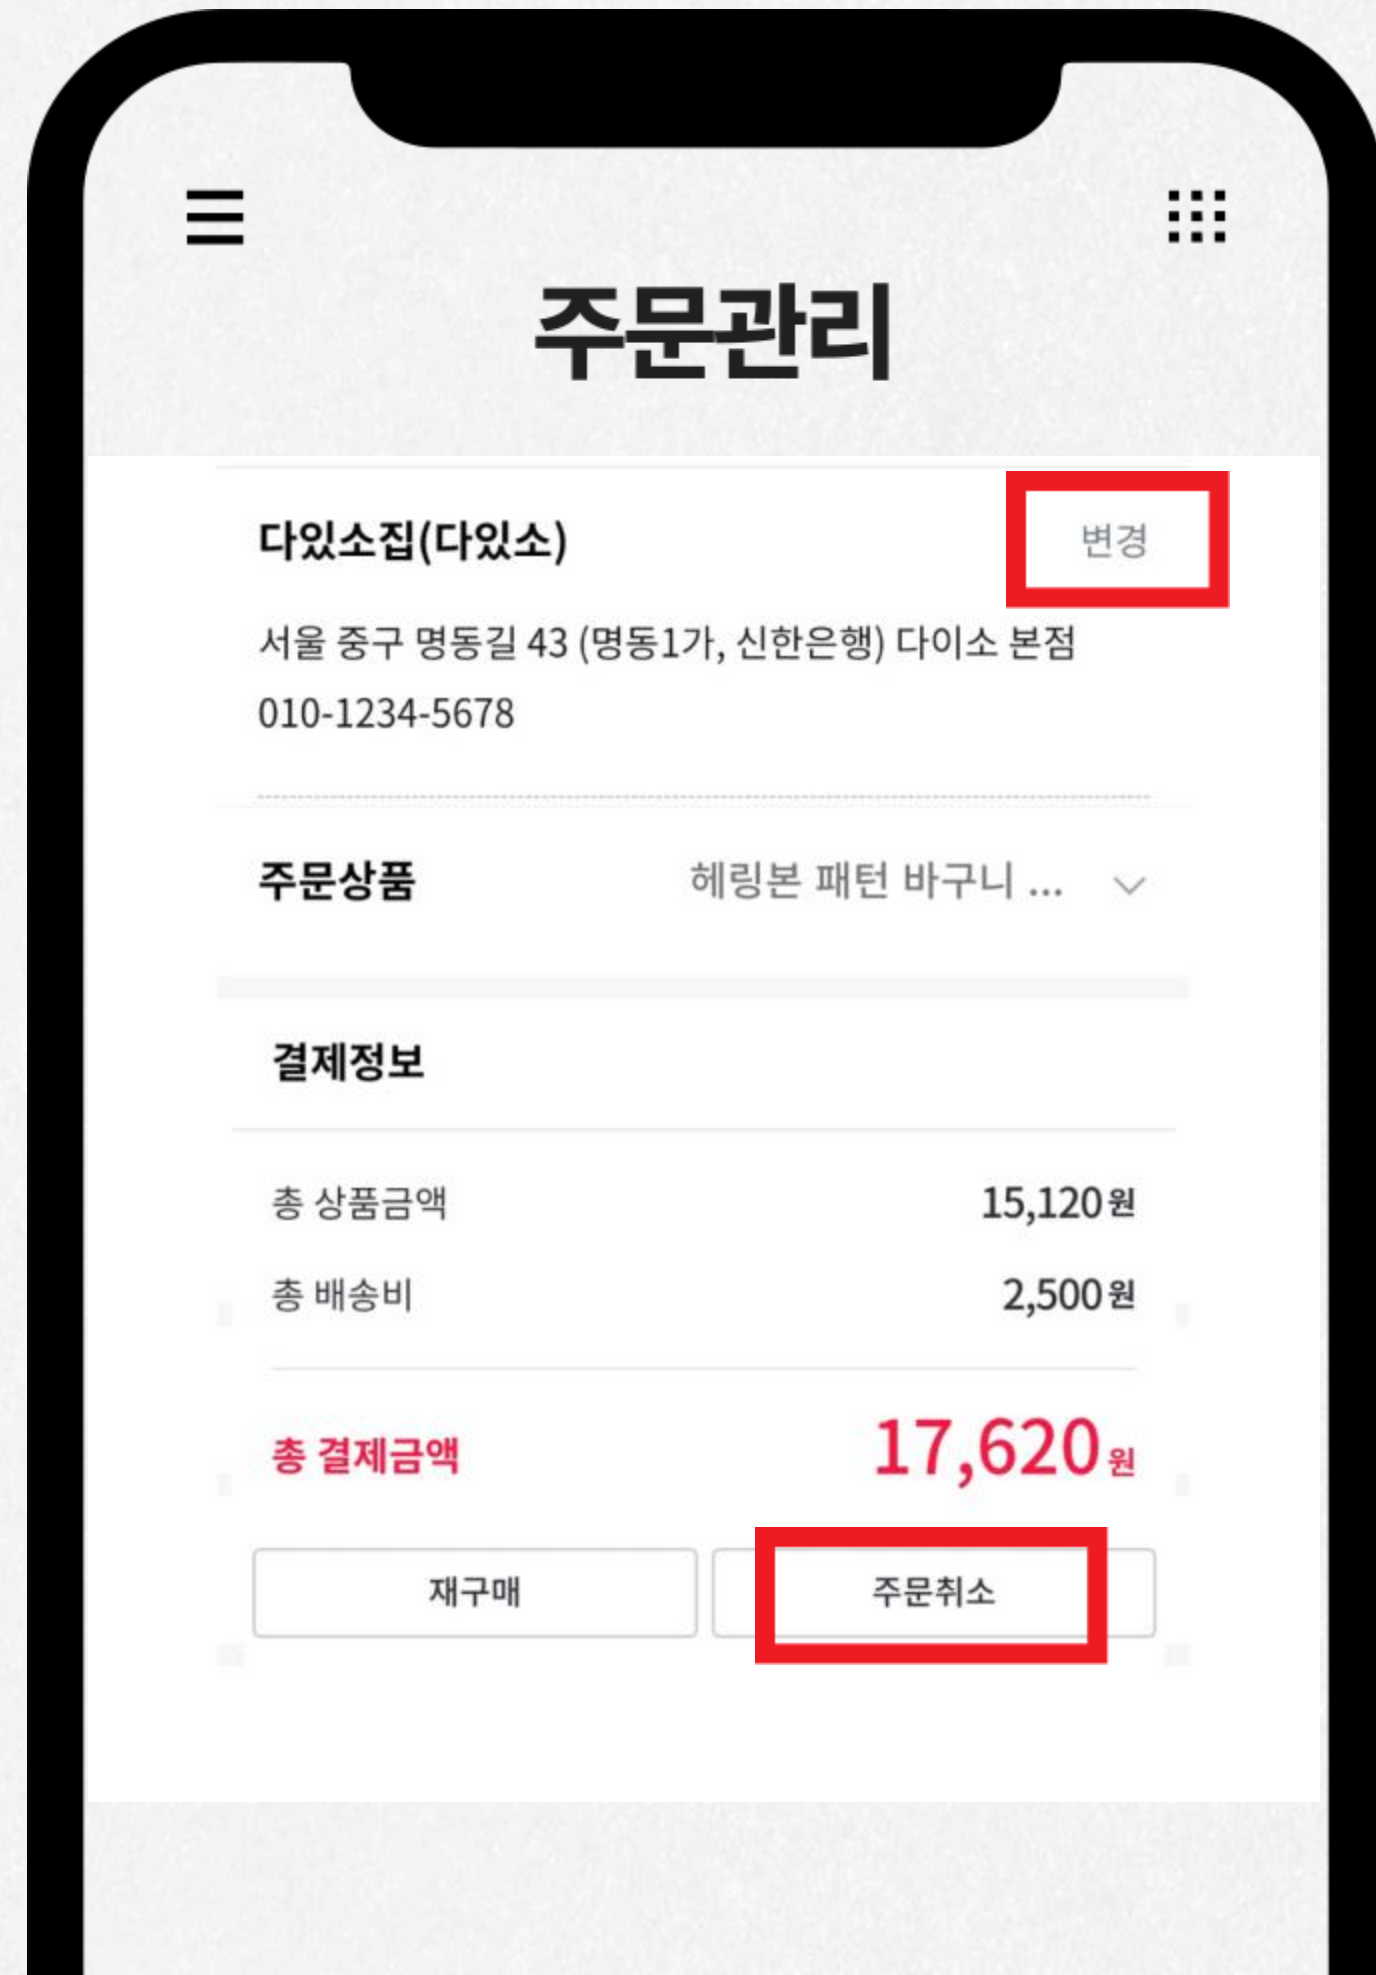 주문관리
다있소집(다있소) 변경
서울 중구 명동길 43 (명동1가, 신한은행) 다이소 본점
010-1234-5678
주문상품 헤링본 패턴 바구니 ...
결제정보
총 상품금액 15,120원
총 배송비 2,500원
총 결제금액 17,620원
재구매 주문취소